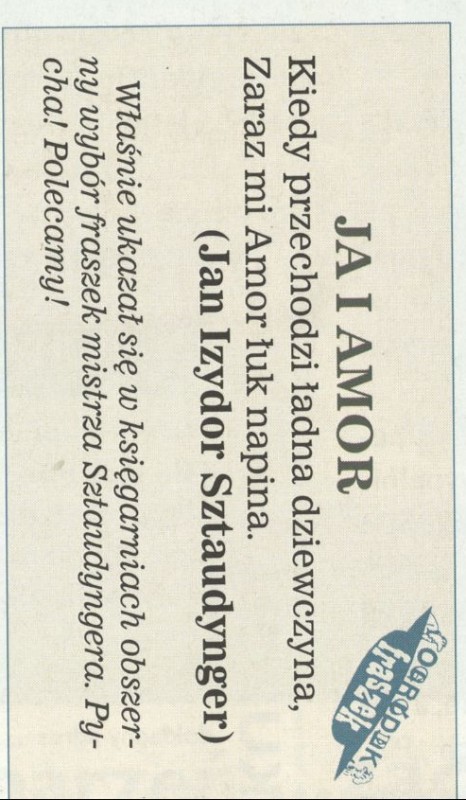 OGRÓDEK
fraszek
JA I AMOR
Kiedy przechodzi ładna dziewczyna,
Zaraz mi Amor łuk napina.
(Jan Izydor Sztaudynger)
Właśnie ukazał się w księgarniach obszer-
ny wybór fraszek mistrza Sztaudyngera. Py-
cha! Polecamy!